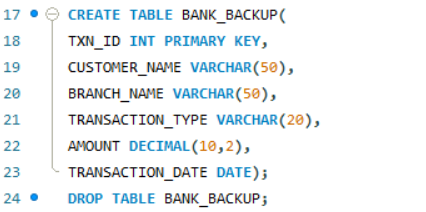 17 CREATE TABLE BANK_BACKUP(
18 TXN_ID INT PRIMARY KEY,
19 CUSTOMER_NAME VARCHAR(50),
20 BRANCH_NAME VARCHAR(50),
21 TRANSACTION_TYPE VARCHAR(20),
22 AMOUNT DECIMAL(10,2),
23 TRANSACTION_DATE DATE);
24 DROP TABLE BANK_BACKUP;